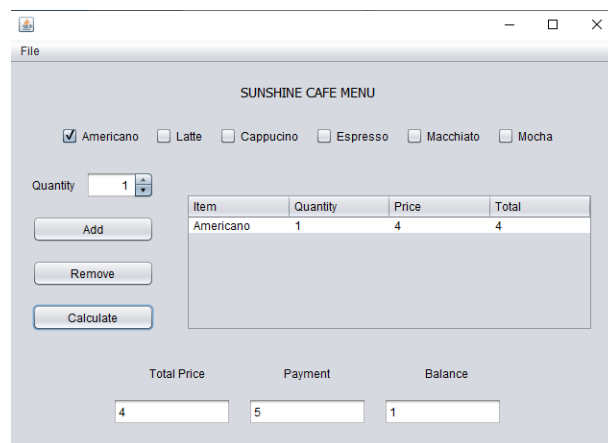 File
SUNSHINE CAFE MENU
Americano Latte Cappucino Espresso Macchiato Mocha
Quantity 1
Add
Remove
Calculate
Item Quantity Price Total
Americano 1 4 4
Total Price Payment Balance
4 5 1